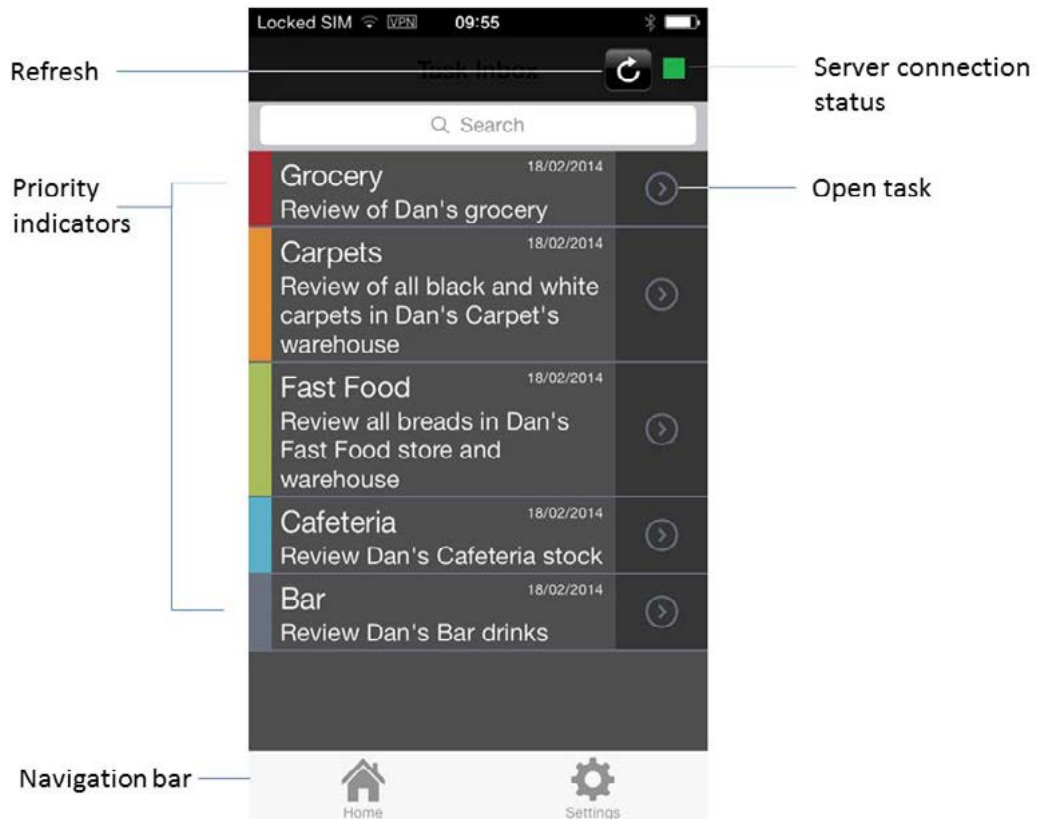 Locked SIM VPN 09:55
Task Inbox
Refresh
Server connection
status
Search
Priority
indicators
Grocery 18/02/2014
Review of Dan's grocery
Open task
Carpets 18/02/2014
Review of all black and white
carpets in Dan's Carpet's
warehouse
Fast Food 18/02/2014
Review all breads in Dan's
Fast Food store and
warehouse
Cafeteria 18/02/2014
Review Dan's Cafeteria stock
Bar 18/02/2014
Review Dan's Bar drinks
Navigation bar
Home Settings